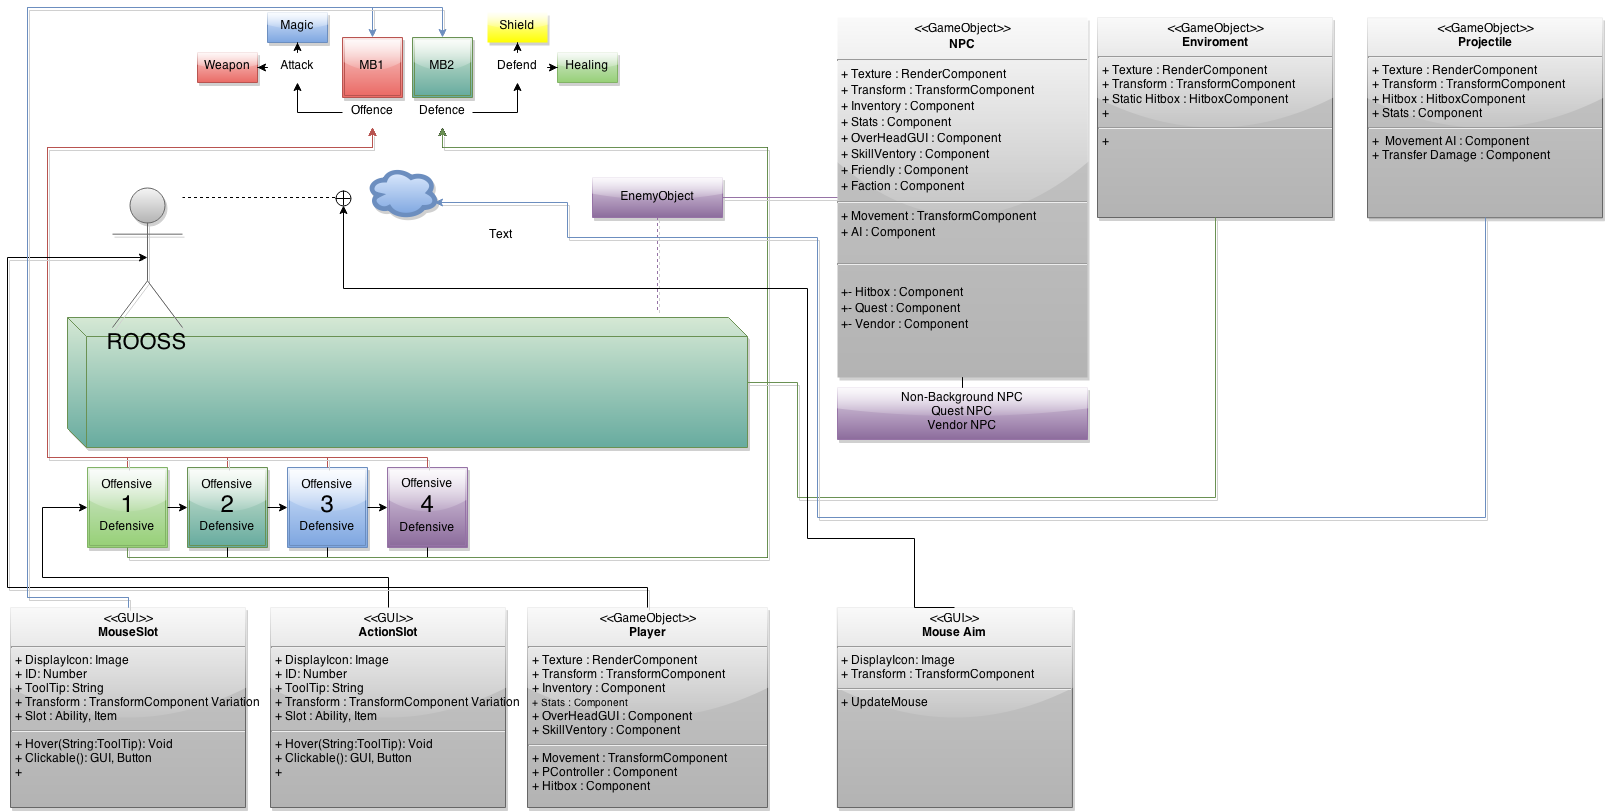 Magic
Weapon
Attack
MB1
Offence
MB2
Defence
Shield
Defend
Healing
EnemyObject
Text
ROOSS
Offensive
1
Defensive
Offensive
2
Defensive
Offensive
3
Defensive
Offensive
4
Defensive
<<GameObject>>
NPC
+ Texture : RenderComponent
+ Transform : TransformComponent
+ Inventory : Component
+ Stats : Component
+ OverHeadGUI : Component
+ SkillVentory : Component
+ Friendly : Component
+ Faction : Component
+ Movement : TransformComponent
+ AI : Component
+- Hitbox : Component
+- Quest : Component
+- Vendor : Component
Non-Background NPC
Quest NPC
Vendor NPC
<<GameObject>>
Enviroment
+ Texture : RenderComponent
+ Transform : TransformComponent
+ Static Hitbox : HitboxComponent
+
+
<<GameObject>>
Projectile
+ Texture : RenderComponent
+ Transform : TransformComponent
+ Hitbox : HitboxComponent
+ Stats : Component
+ Movement AI : Component
+ Transfer Damage : Component
<<GUI>>
MouseSlot
+ DisplayIcon: Image
+ ID: Number
+ ToolTip: String
+ Transform : TransformComponent Variation
+ Slot : Ability, Item
+ Hover(String:ToolTip): Void
+ Clickable(): GUI, Button
+
<<GUI>>
ActionSlot
+ DisplayIcon: Image
+ ID: Number
+ ToolTip: String
+ Transform : TransformComponent Variation
+ Slot : Ability, Item
+ Hover(String:ToolTip): Void
+ Clickable(): GUI, Button
+
<<GameObject>>
Player
+ Texture : RenderComponent
+ Transform : TransformComponent
+ Inventory : Component
+ Stats : Component
+ OverHeadGUI : Component
+ SkillVentory : Component
+ Movement : TransformComponent
+ PController : Component
+ Hitbox : Component
<<GUI>>
Mouse Aim
+ DisplayIcon: Image
+ Transform : TransformComponent
+ UpdateMouse